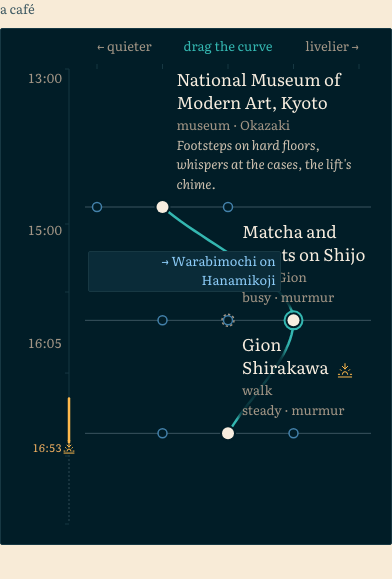 a café
← quieter drag the curve livelier →
13:00
National Museum of
Modern Art, Kyoto
museum · Okazaki
Footsteps on hard floors,
whispers at the cases, the lift's
chime.
15:00
Matcha and
ts on Shijo
→ Warabimochi on
Hanamikoji
Gion
busy · murmur
16:05
Gion
Shirakawa
walk
steady · murmur
16:53